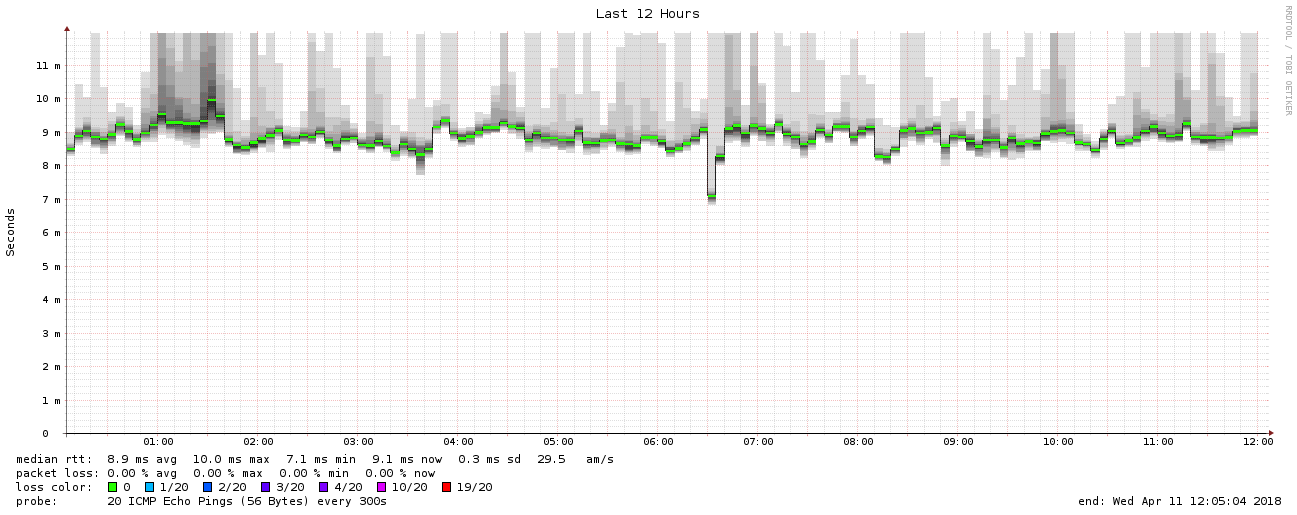 Last 12 Hours
RRDTOOL / TOBI OETIKER
Seconds
11 m
10 m
9 m
8 m
7 m
6 m
5 m
4 m
3 m
2 m
1 m
0
01:00 02:00 03:00 04:00 05:00 06:00 07:00 08:00 09:00 10:00 11:00 12:00
median rtt: 8.9 ms avg 10.0 ms max 7.1 ms min 9.1 ms now 0.3 ms sd 29.5 am/s
packet loss: 0.00 % avg 0.00 % max 0.00 % min 0.00 % now
loss color: 0 1/20 2/20 3/20 4/20 10/20 19/20
probe: 20 ICMP Echo Pings (56 Bytes) every 300s end: Wed Apr 11 12:05:04 2018